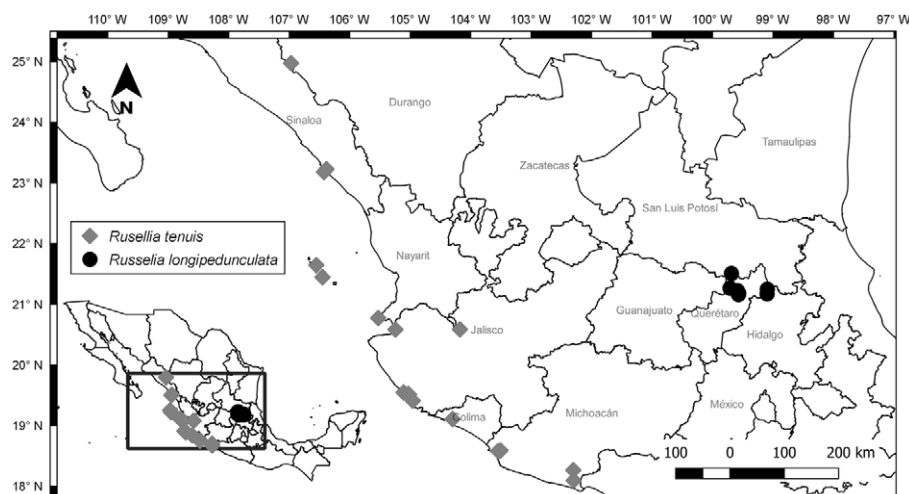 110° W 109° W 108° W 107° W 106° W 105° W 104° W 103° W 102° W 101° W 100° W 99° W 98° W 97° W
25° N
24° N
23° N
22° N
21° N
20° N
19° N
18° N
N
Sinaloa
Durango
Zacatecas
Tamaulipas
San Luis Potosí
Nayarit
Rusellia tenuis
Russelia longipedunculata
Jalisco
Guanajuato
Querétaro
Hidalgo
Colima
Michoacán
México
100 0 100 200 km